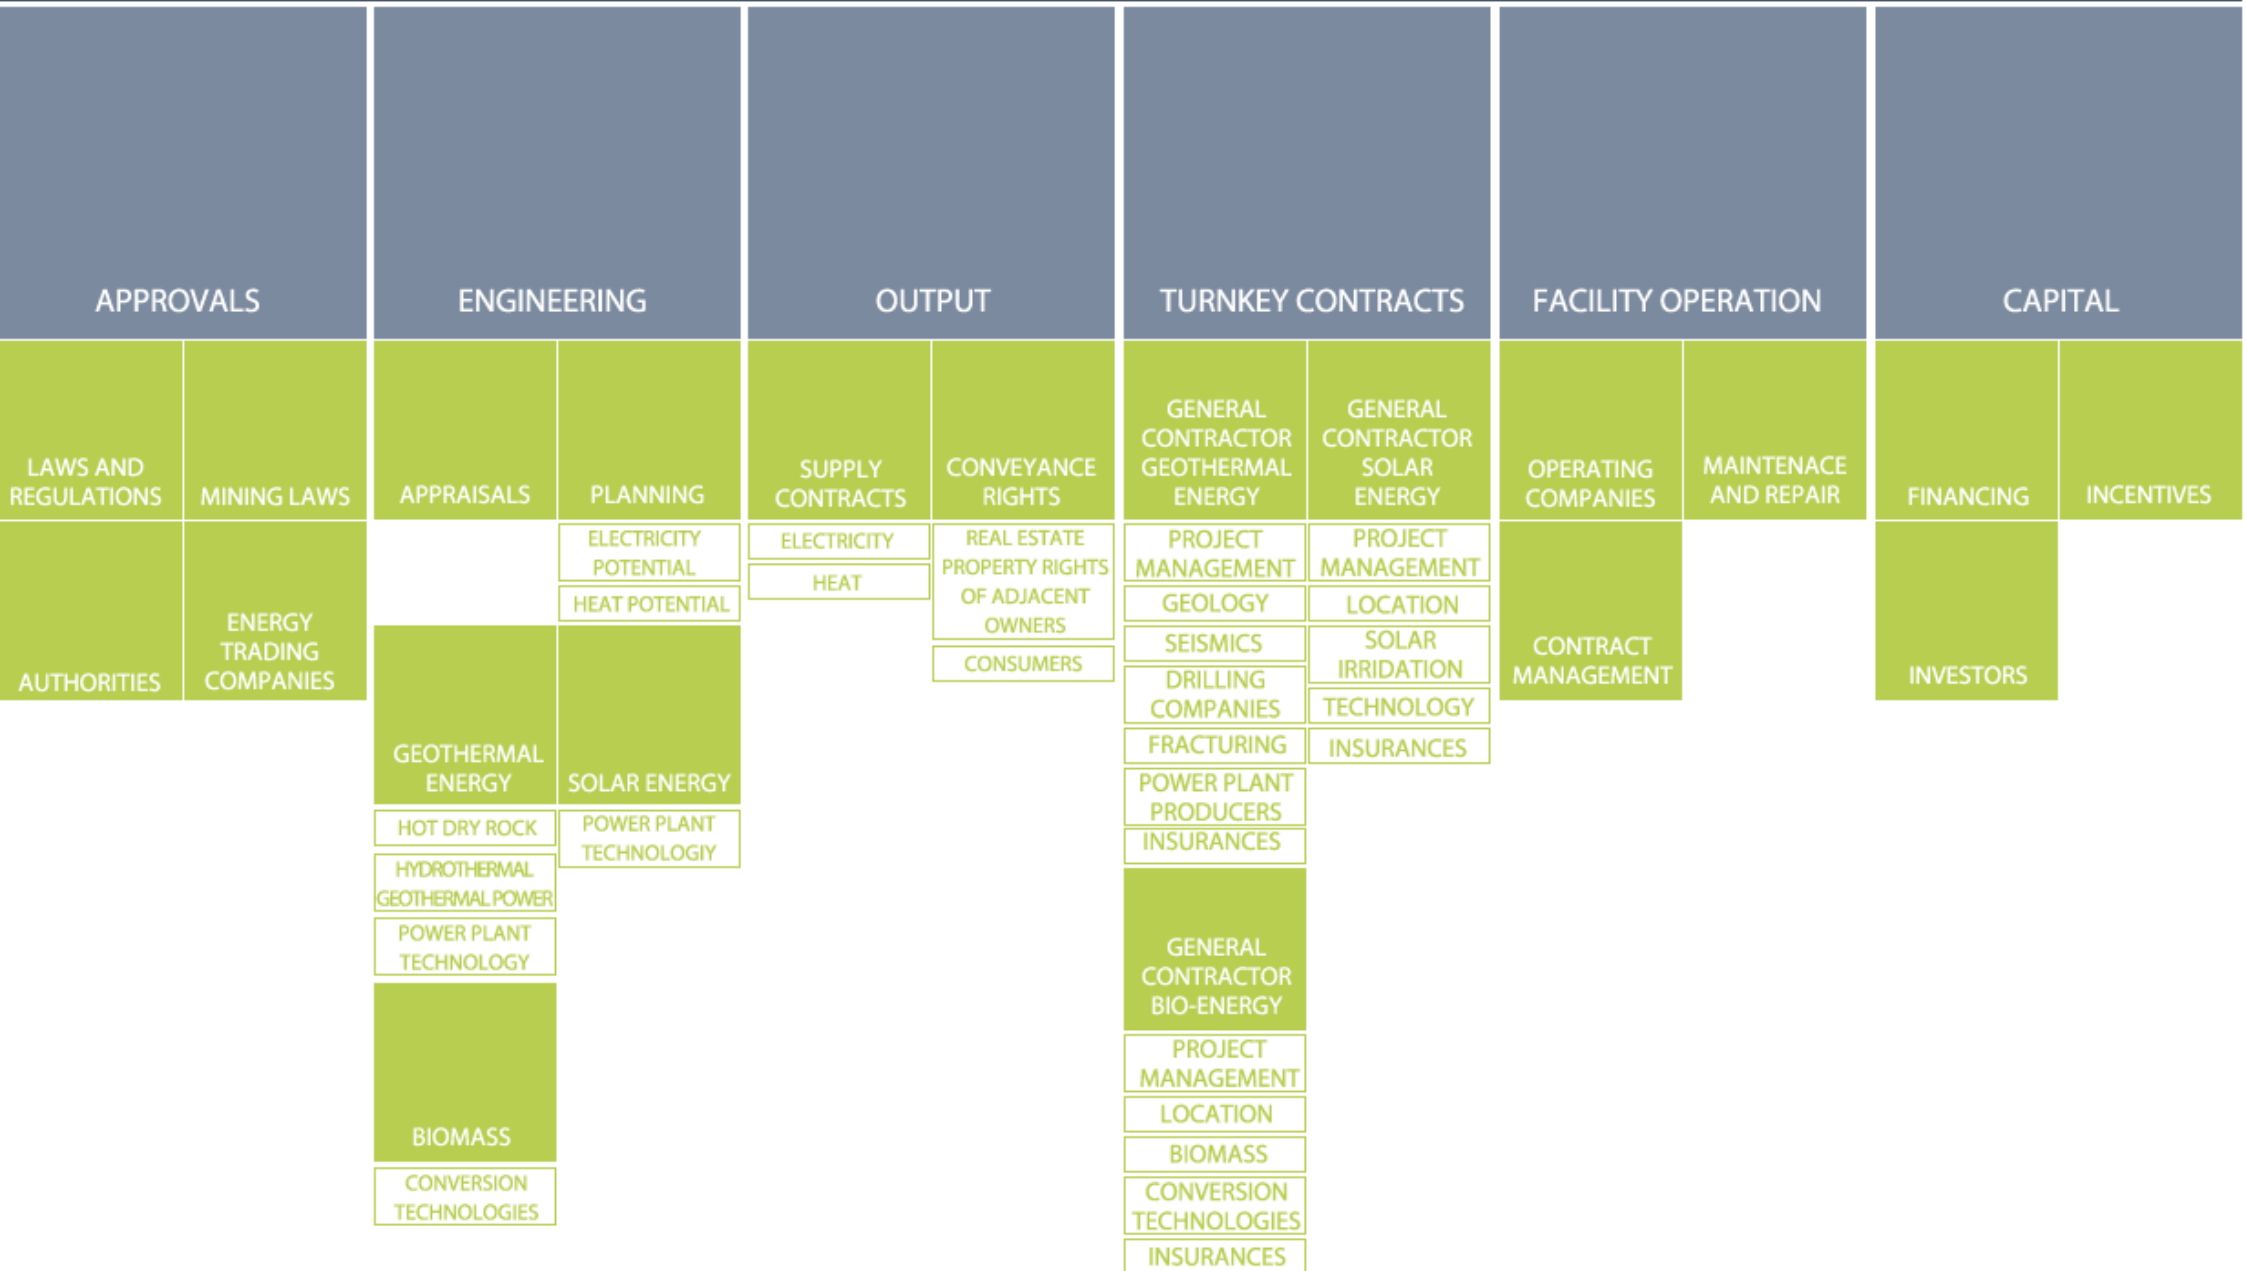 APPROVALS
ENGINEERING
OUTPUT
TURNKEY CONTRACTS
FACILITY OPERATION
CAPITAL
LAWS AND
REGULATIONS
MINING LAWS
AUTHORITIES
ENERGY
TRADING
COMPANIES
APPRAISALS
PLANNING
ELECTRICITY
POTENTIAL
HEAT POTENTIAL
GEOTHERMAL
ENERGY
HOT DRY ROCK
HYDROTHERMAL
GEOTHERMAL POWER
POWER PLANT
TECHNOLOGY
SOLAR ENERGY
POWER PLANT
TECHNOLOGIY
BIOMASS
CONVERSION
TECHNOLOGIES
SUPPLY
CONTRACTS
ELECTRICITY
HEAT
CONVEYANCE
RIGHTS
REAL ESTATE
PROPERTY RIGHTS
OF ADJACENT
OWNERS
CONSUMERS
GENERAL
CONTRACTOR
GEOTHERMAL
ENERGY
PROJECT
MANAGEMENT
GEOLOGY
SEISMICS
DRILLING
COMPANIES
FRACTURING
POWER PLANT
PRODUCERS
INSURANCES
GENERAL
CONTRACTOR
SOLAR
ENERGY
PROJECT
MANAGEMENT
LOCATION
SOLAR
IRRIDATION
TECHNOLOGY
INSURANCES
GENERAL
CONTRACTOR
BIO-ENERGY
PROJECT
MANAGEMENT
LOCATION
BIOMASS
CONVERSION
TECHNOLOGIES
INSURANCES
OPERATING
COMPANIES
MAINTENACE
AND REPAIR
CONTRACT
MANAGEMENT
FINANCING
INCENTIVES
INVESTORS